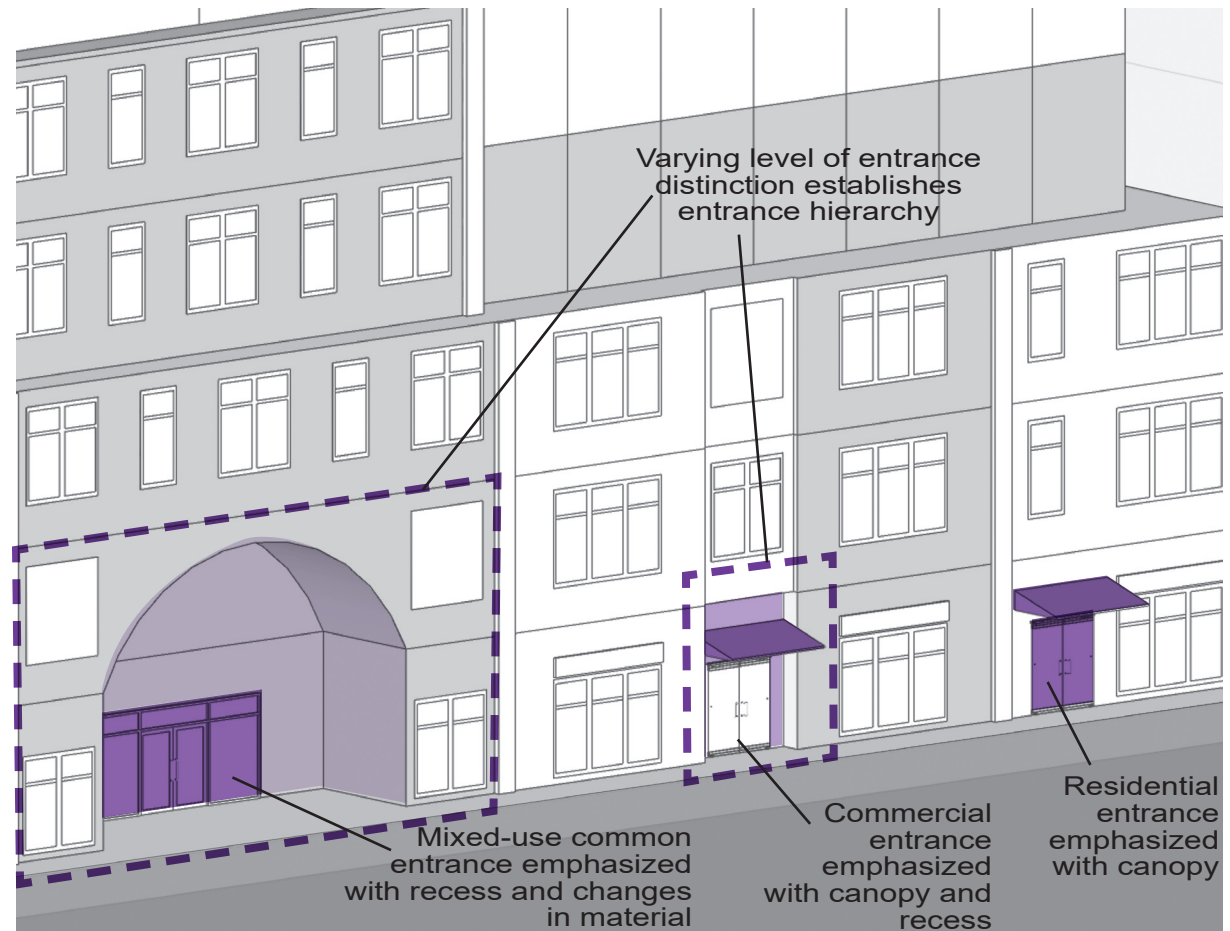 Varying level of entrance
distinction establishes
entrance hierarchy
Mixed-use common
entrance emphasized
with recess and changes
in material
Commercial
entrance
emphasized
with canopy and
recess
Residential
entrance
emphasized
with canopy